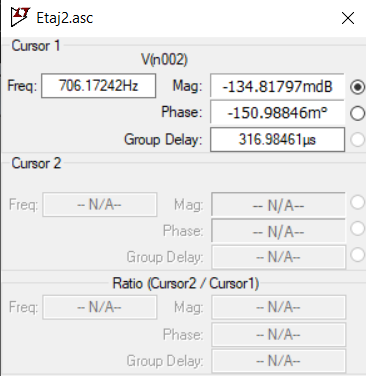 Etaj2.asc
Cursor 1
V(n002)
Freq: 706.17242Hz Mag: -134.81797mdB
Phase: -150.98846m°
Group Delay: 316.98461µs
Cursor 2
Freq: -- N/A-- Mag: -- N/A--
Phase: -- N/A--
Group Delay: -- N/A--
Ratio (Cursor2 / Cursor1)
Freq: -- N/A-- Mag: -- N/A--
Phase: -- N/A--
Group Delay: -- N/A--